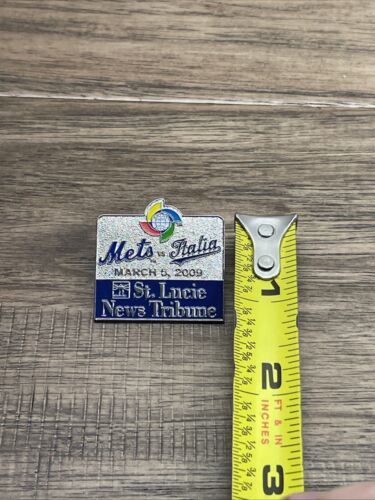 Mets vs Italia
MARCH 5, 2009
St. Lucie
News Tribune
1
2
FT & IN
INCHES
3